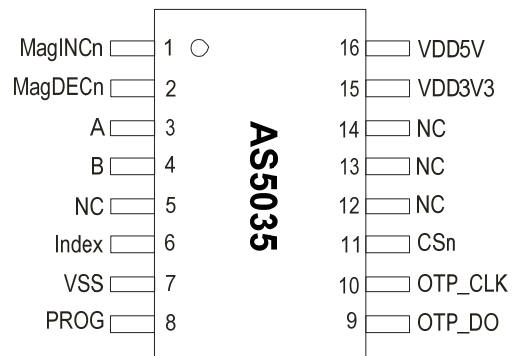 MagINCn 1 16 VDD5V
MagDECn 2 15 VDD3V3
A 3 14 NC
B 4 13 NC
NC 5 12 NC
Index 6 11 CSn
VSS 7 10 OTP_CLK
PROG 8 9 OTP_DO
AS5035